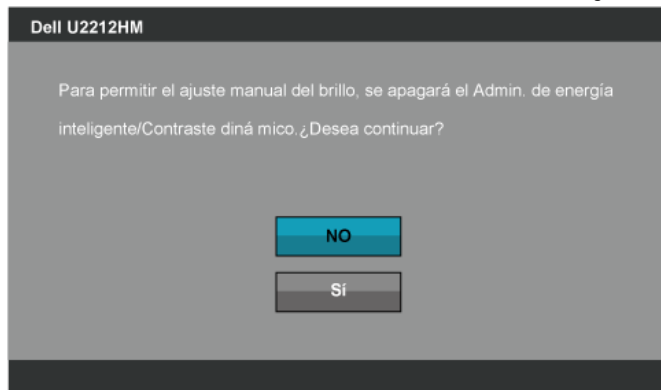 Dell U2212HM
Para permitir el ajuste manual del brillo, se apagará el Admin. de energía
inteligente/Contraste diná mico.¿Desea continuar?
NO
Sí